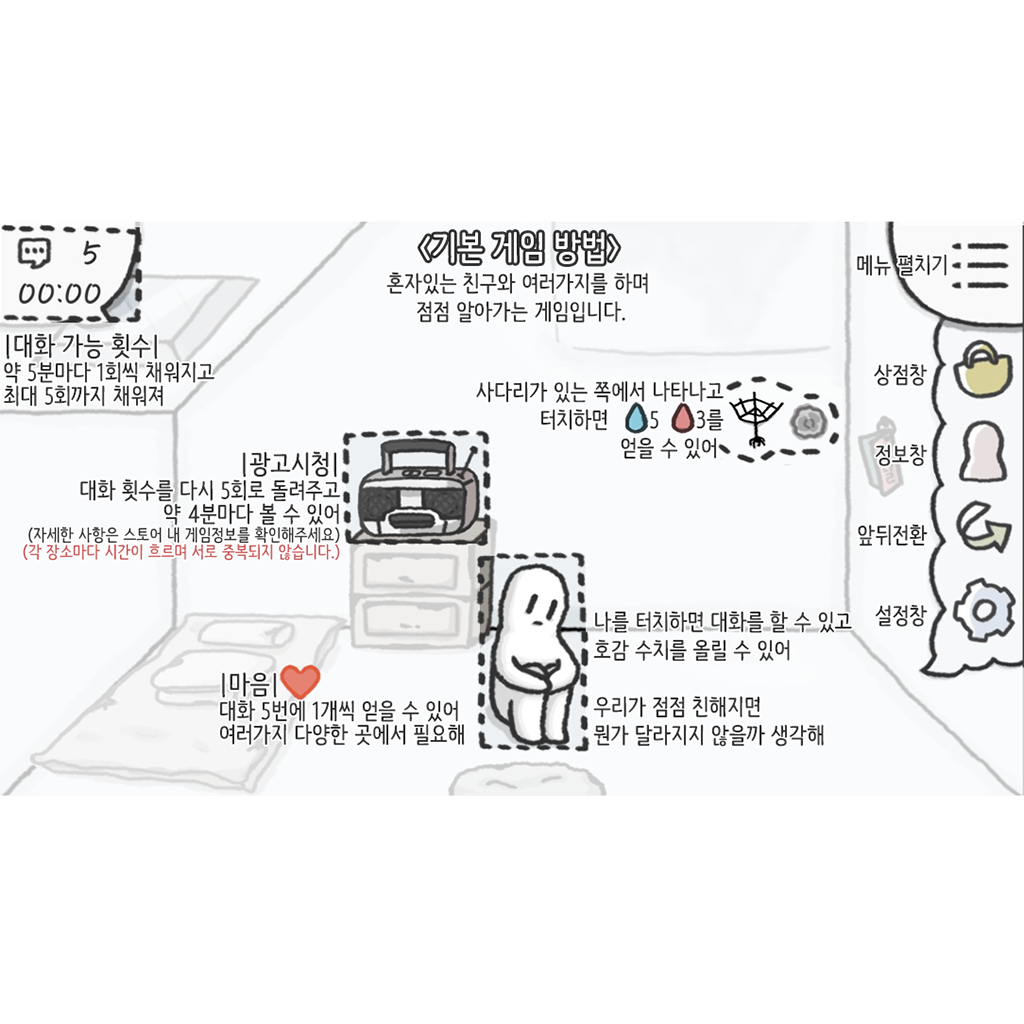 <기본 게임 방법>
혼자있는 친구와 여러가지를 하며
점점 알아가는 게임입니다.
5
00:00
|대화 가능 횟수|
약 5분마다 1회씩 채워지고
최대 5회까지 채워져
메뉴 펼치기
상점창
정보창
앞뒤전환
설정창
사다리가 있는 쪽에서 나타나고
터치하면 5 3를
얻을 수 있어
|광고시청|
대화 횟수를 다시 5회로 돌려주고
약 4분마다 볼 수 있어
(자세한 사항은 스토어 내 게임정보를 확인해주세요)
(각 장소마다 시간이 흐르며 서로 중복되지 않습니다.)
나를 터치하면 대화를 할 수 있고
호감 수치를 올릴 수 있어
우리가 점점 친해지면
뭔가 달라지지 않을까 생각해
|마음|
대화 5번에 1개씩 얻을 수 있어
여러가지 다양한 곳에서 필요해